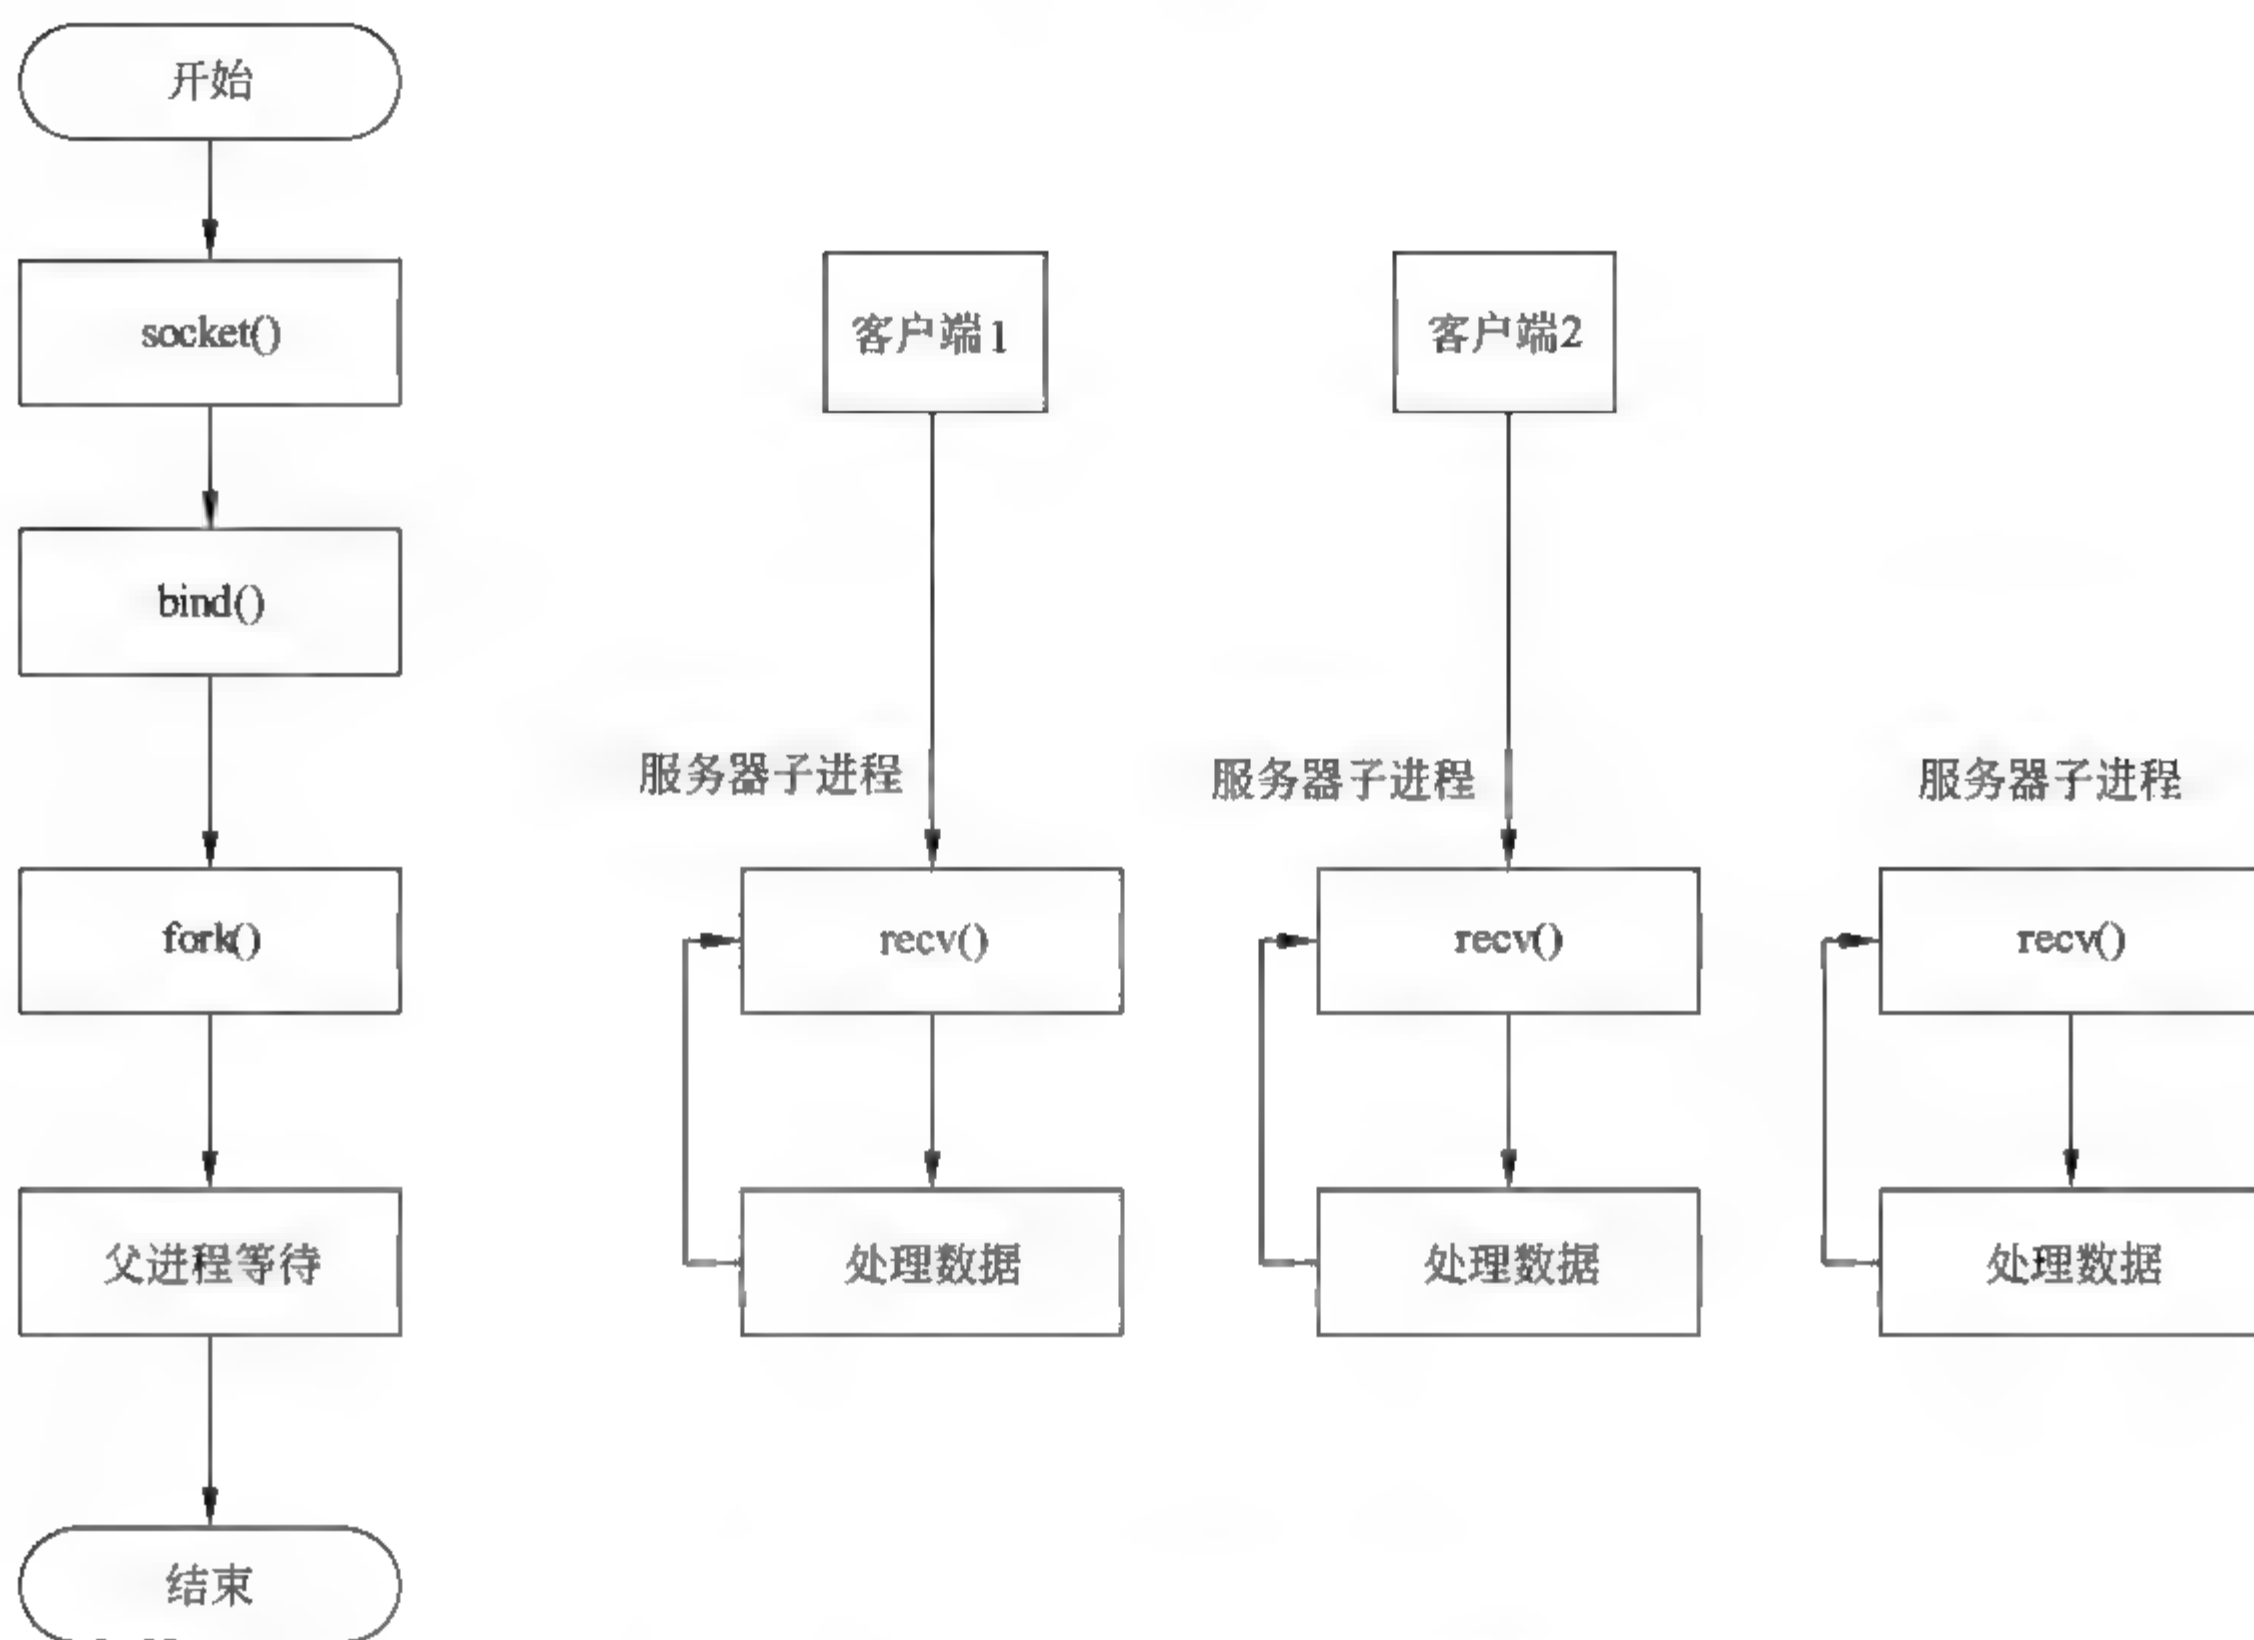 开始
socket()
客户端1
客户端2
bind()
服务器子进程
服务器子进程
服务器子进程
fork()
recv()
recv()
recv()
父进程等待
处理数据
处理数据
处理数据
结束